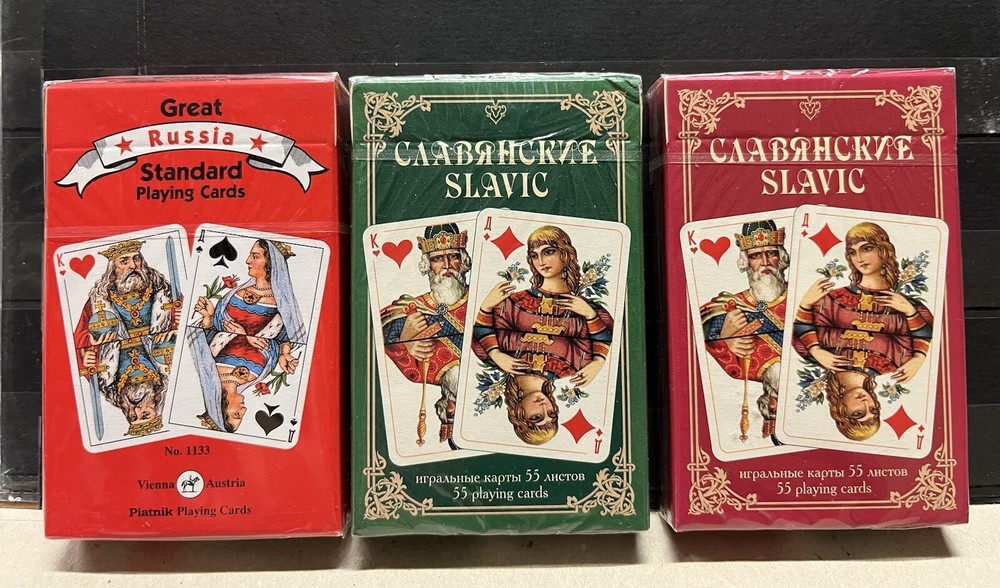 Great
Russia
Standard
Playing Cards
К
Д
Д
No. 1133
Vienna Austria
Piatnik Playing Cards
СЛАВЯНСКИЕ
SLAVIC
К
Д
Д
игральные карты 55 листов
55 playing cards
СЛАВЯНСКИЕ
SLAVIC
К
Д
Д
игральные карты 55 листов
55 playing cards